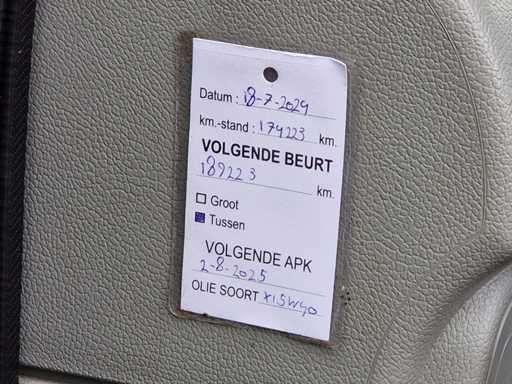 Datum : 18-7-2024
km.-stand : 174223 km.
VOLGENDE BEURT
189223 km.
Groot
Tussen
VOLGENDE APK
2-8-2025
OLIE SOORT x15W40